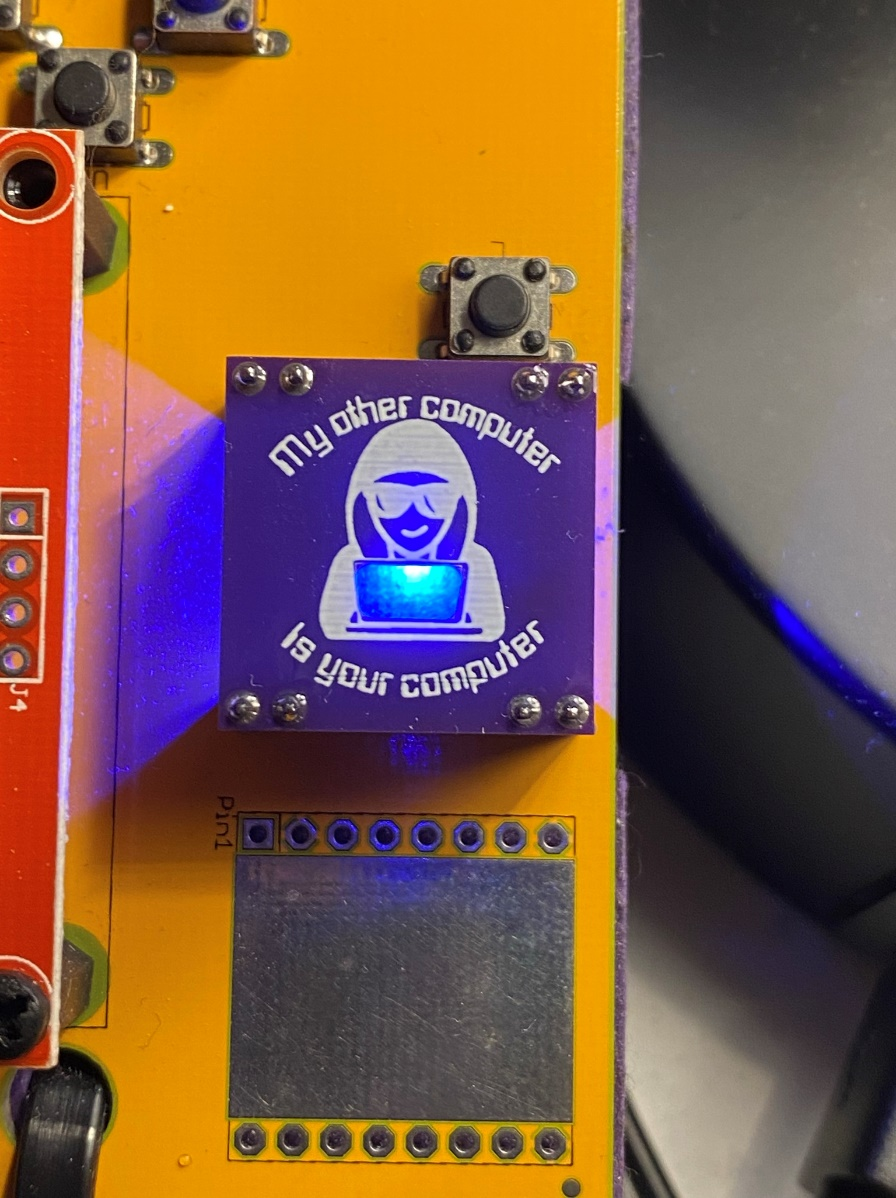 My other computer
Is your computer
J4
Pin1